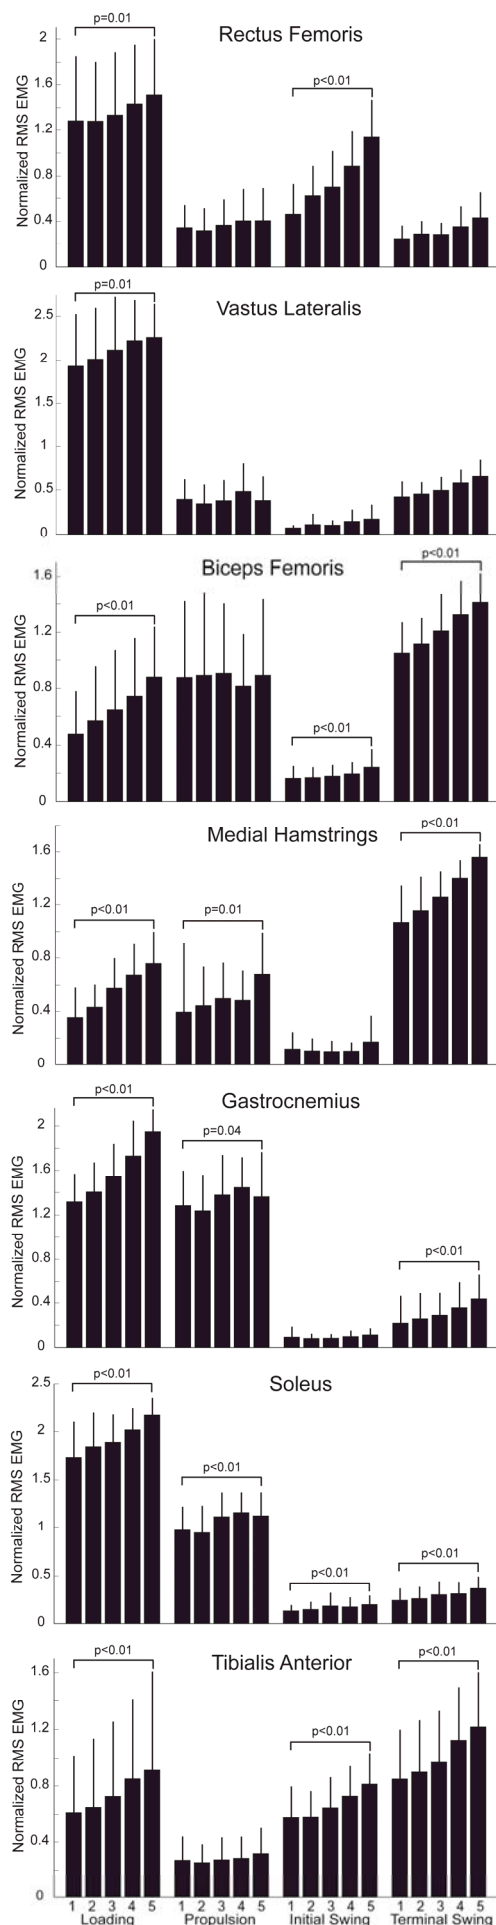 p=0.01
Rectus Femoris
2
1.6
1.2
0.8
0.4
0
Normalized RMS EMG
p<0.01
p=0.01
Vastus Lateralis
2.5
2
1.5
1
0.5
0
Normalized RMS EMG
Biceps Femoris
p<0.01
1.6
1.2
0.8
0.4
0
Normalized RMS EMG
p<0.01
p<0.01
Medial Hamstrings
p<0.01
1.6
1.2
0.8
0.4
0
Normalized RMS EMG
p<0.01
p=0.01
p<0.01
Gastrocnemius
2
1.6
1.2
0.8
0.4
0
Normalized RMS EMG
p=0.04
p<0.01
p<0.01
Soleus
2.5
2
1.5
1
0.5
0
Normalized RMS EMG
p<0.01
p<0.01
p<0.01
p<0.01
Tibialis Anterior
p<0.01
1.6
1.2
0.8
0.4
0
Normalized RMS EMG
p<0.01
1 2 3 4 5 1 2 3 4 5 1 2 3 4 5 1 2 3 4 5
Loading Propulsion Initial Swing Terminal Swing